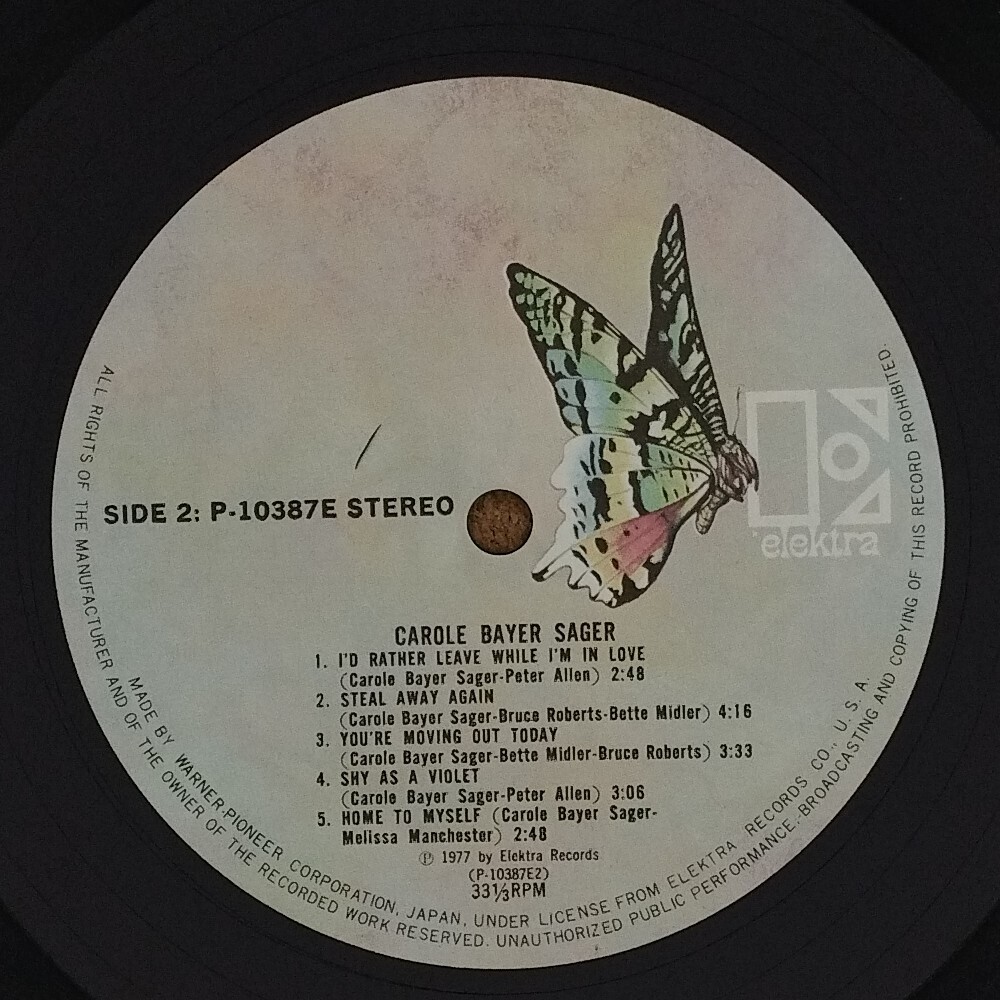 elektra
SIDE 2: P-10387E STEREO
CAROLE BAYER SAGER
1. I'D RATHER LEAVE WHILE I'M IN LOVE
(Carole Bayer Sager-Peter Allen) 2:48
2. STEAL AWAY AGAIN
(Carole Bayer Sager-Bruce Roberts-Bette Midler) 4:16
3. YOU'RE MOVING OUT TODAY
(Carole Bayer Sager-Bette Midler-Bruce Roberts) 3:33
4. SHY AS A VIOLET
(Carole Bayer Sager-Peter Allen) 3:06
5. HOME TO MYSELF (Carole Bayer Sager-
Melissa Manchester) 2:48
Ⓟ 1977 by Elektra Records
(P-10387E2)
33⅓RPM
MADE BY WARNER-PIONEER CORPORATION, JAPAN, UNDER LICENSE FROM ELEKTRA RECORDS CO., U. S. A.
ALL RIGHTS OF THE MANUFACTURER AND OF THE OWNER OF THE RECORDED WORK RESERVED. UNAUTHORIZED PUBLIC PERFORMANCE.-BROADCASTING AND COPYING OF THIS RECORD PROHIBITED.